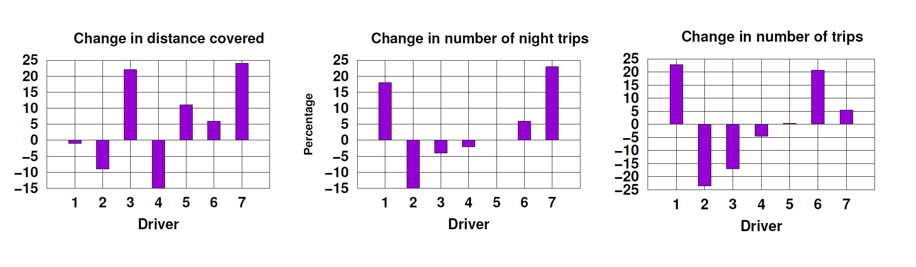 Change in distance covered
25
20
15
10
5
0
−5
−10
−15
1 2 3 4 5 6 7
Driver
Change in number of night trips
Percentage
25
20
15
10
5
0
−5
−10
−15
1 2 3 4 5 6 7
Driver
Change in number of trips
25
20
15
10
5
0
−5
−10
−15
−20
−25
1 2 3 4 5 6 7
Driver